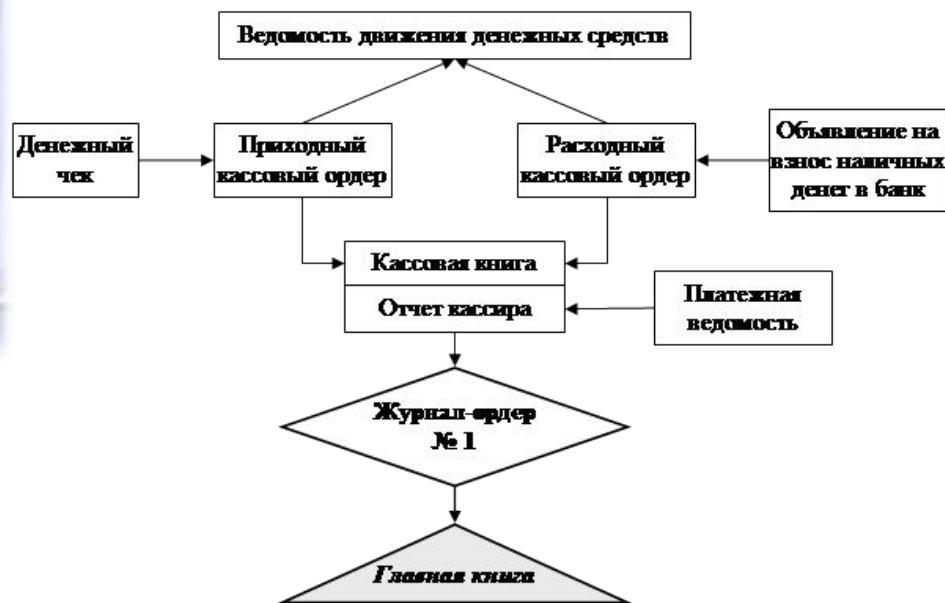 Ведомость движения денежных средств
Денежный
чек
Приходный
кассовый ордер
Расходный
кассовый ордер
Объявление на
взнос наличных
денег в банк
Кассовая книга
Отчет кассира
Платежная
ведомость
Журнал-ордер
№ 1
Главная книга